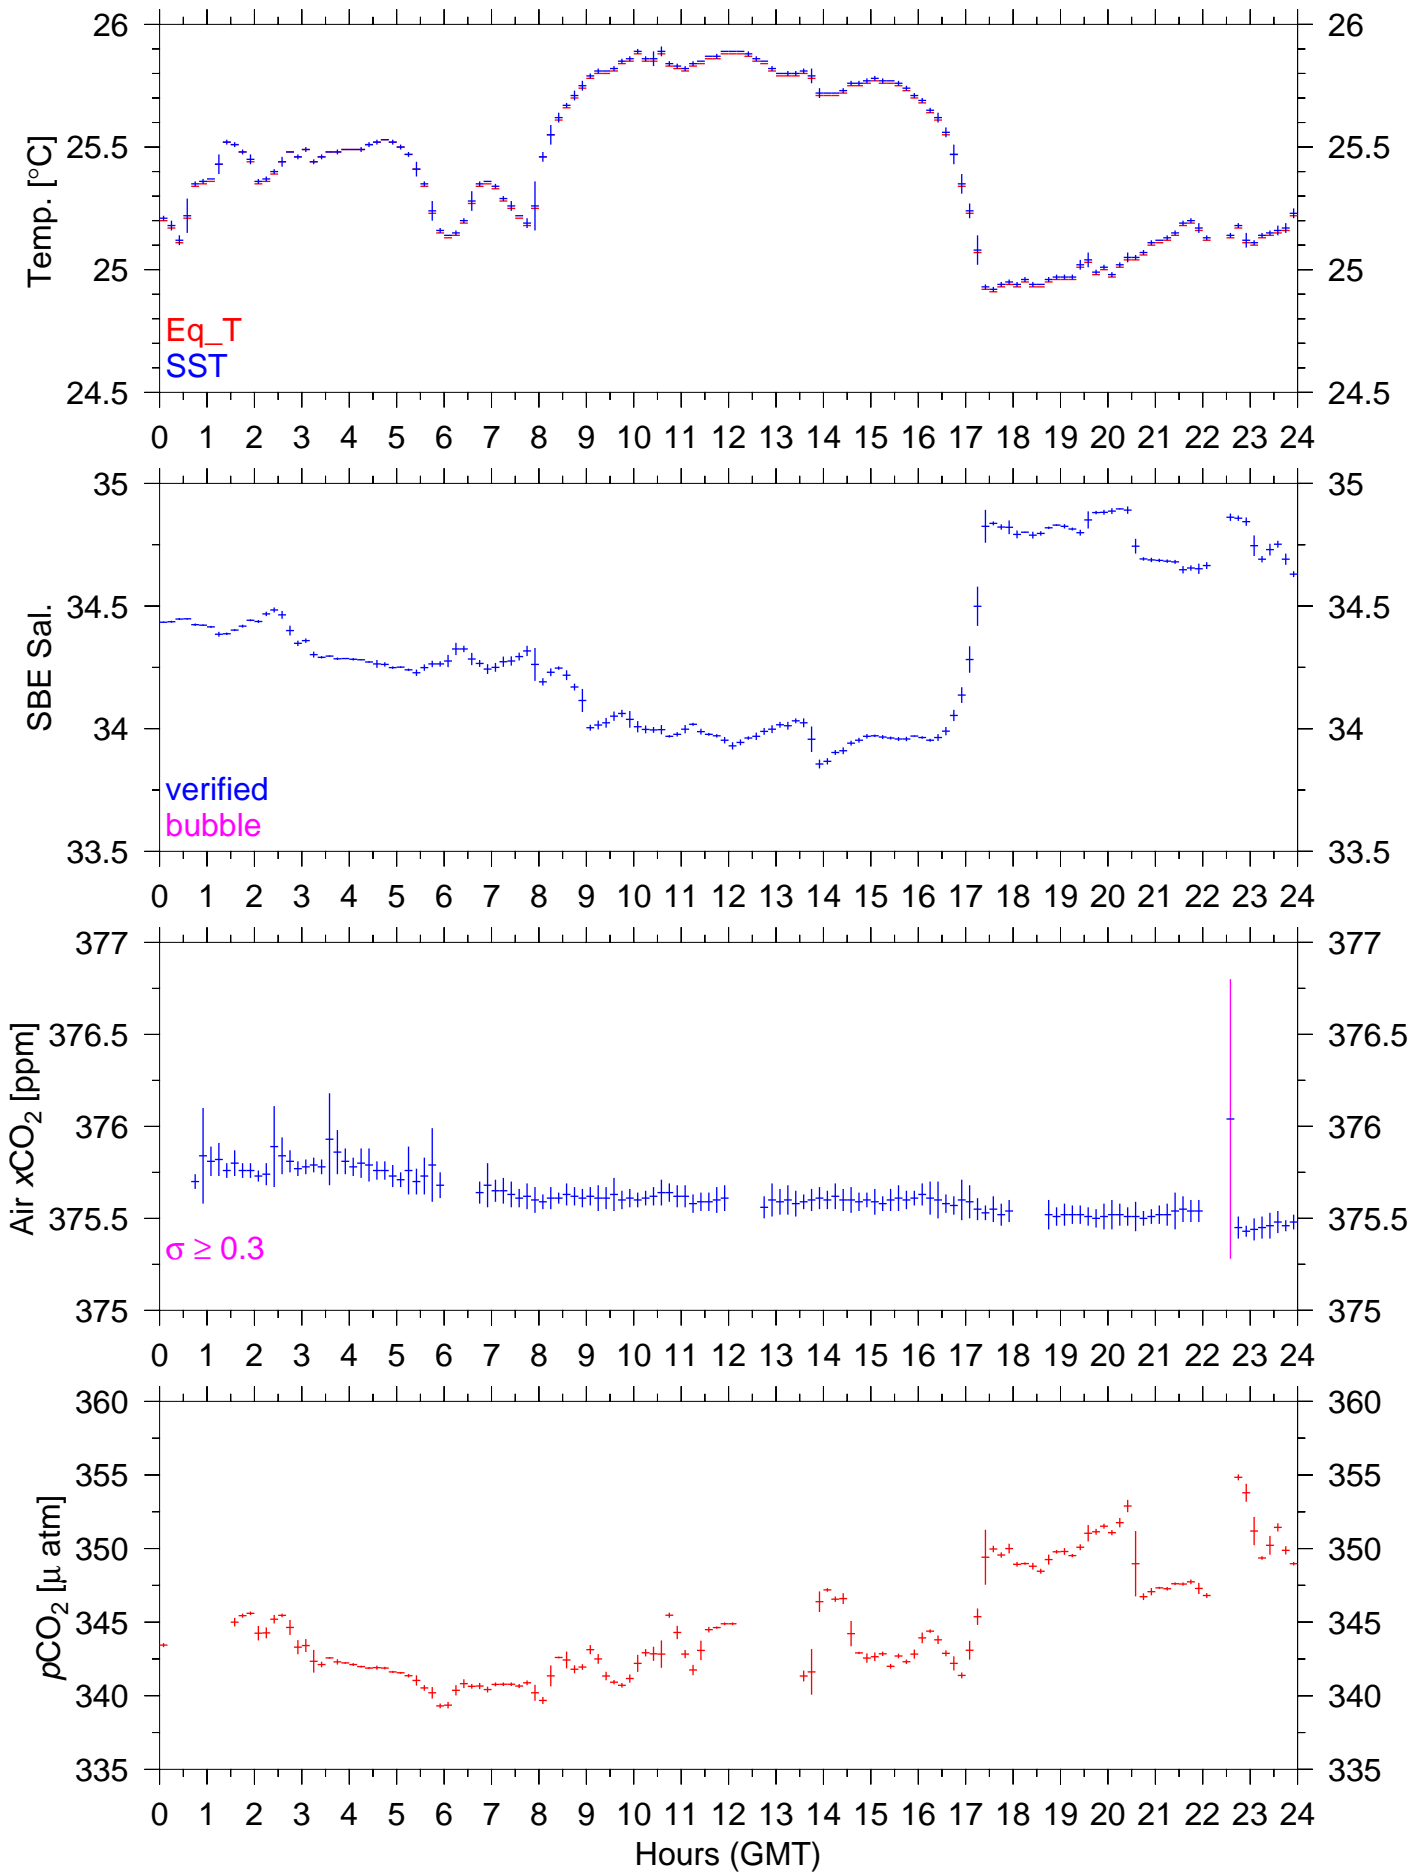 26 26
25.5 25.5
Temp. [°C]
25 25
Eq_T
SST
24.5 24.5
0 1 2 3 4 5 6 7 8 9 10 11 12 13 14 15 16 17 18 19 20 21 22 23 24
35 35
34.5 34.5
SBE Sal.
34 34
verified
bubble
33.5 33.5
0 1 2 3 4 5 6 7 8 9 10 11 12 13 14 15 16 17 18 19 20 21 22 23 24
377 377
376.5 376.5
Air xCO₂ [ppm]
376 376
375.5 375.5
σ ≥ 0.3
375 375
0 1 2 3 4 5 6 7 8 9 10 11 12 13 14 15 16 17 18 19 20 21 22 23 24
360 360
355 355
350 350
pCO₂ [μ atm]
345 345
340 340
335 335
0 1 2 3 4 5 6 7 8 9 10 11 12 13 14 15 16 17 18 19 20 21 22 23 24
Hours (GMT)